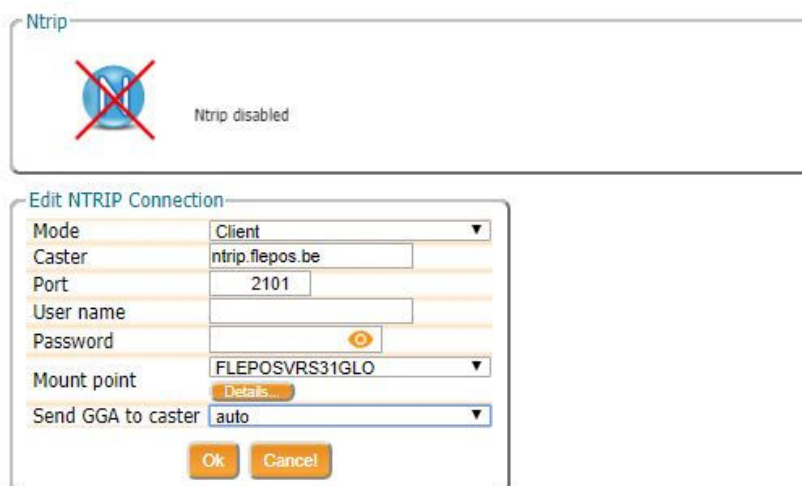 Ntrip
N
Ntrip disabled
Edit NTRIP Connection
Mode Client
Caster ntrip.flepos.be
Port 2101
User name
Password
Mount point FLEPOSVRS31GLO
Details...
Send GGA to caster auto
Ok Cancel